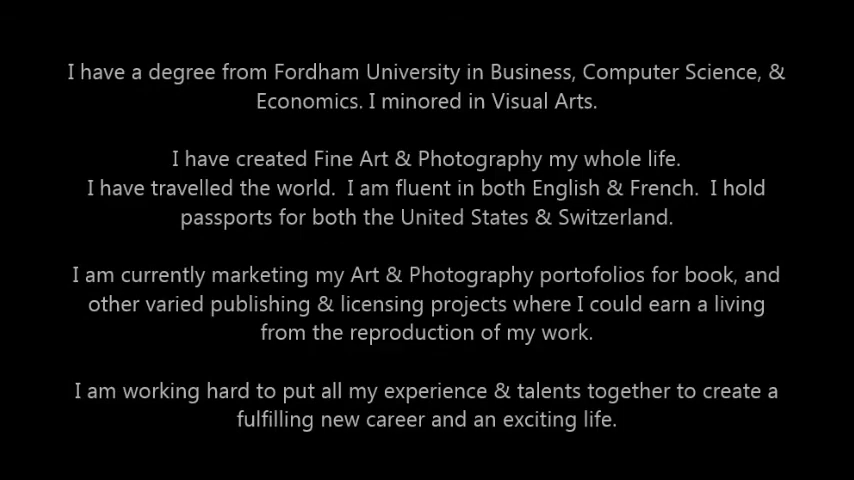 I have a degree from Fordham University in Business, Computer Science, &
Economics. I minored in Visual Arts.
I have created Fine Art & Photography my whole life.
I have travelled the world.  I am fluent in both English & French.  I hold
passports for both the United States & Switzerland.
I am currently marketing my Art & Photography portofolios for book, and
other varied publishing & licensing projects where I could earn a living
from the reproduction of my work.
I am working hard to put all my experience & talents together to create a
fulfilling new career and an exciting life.